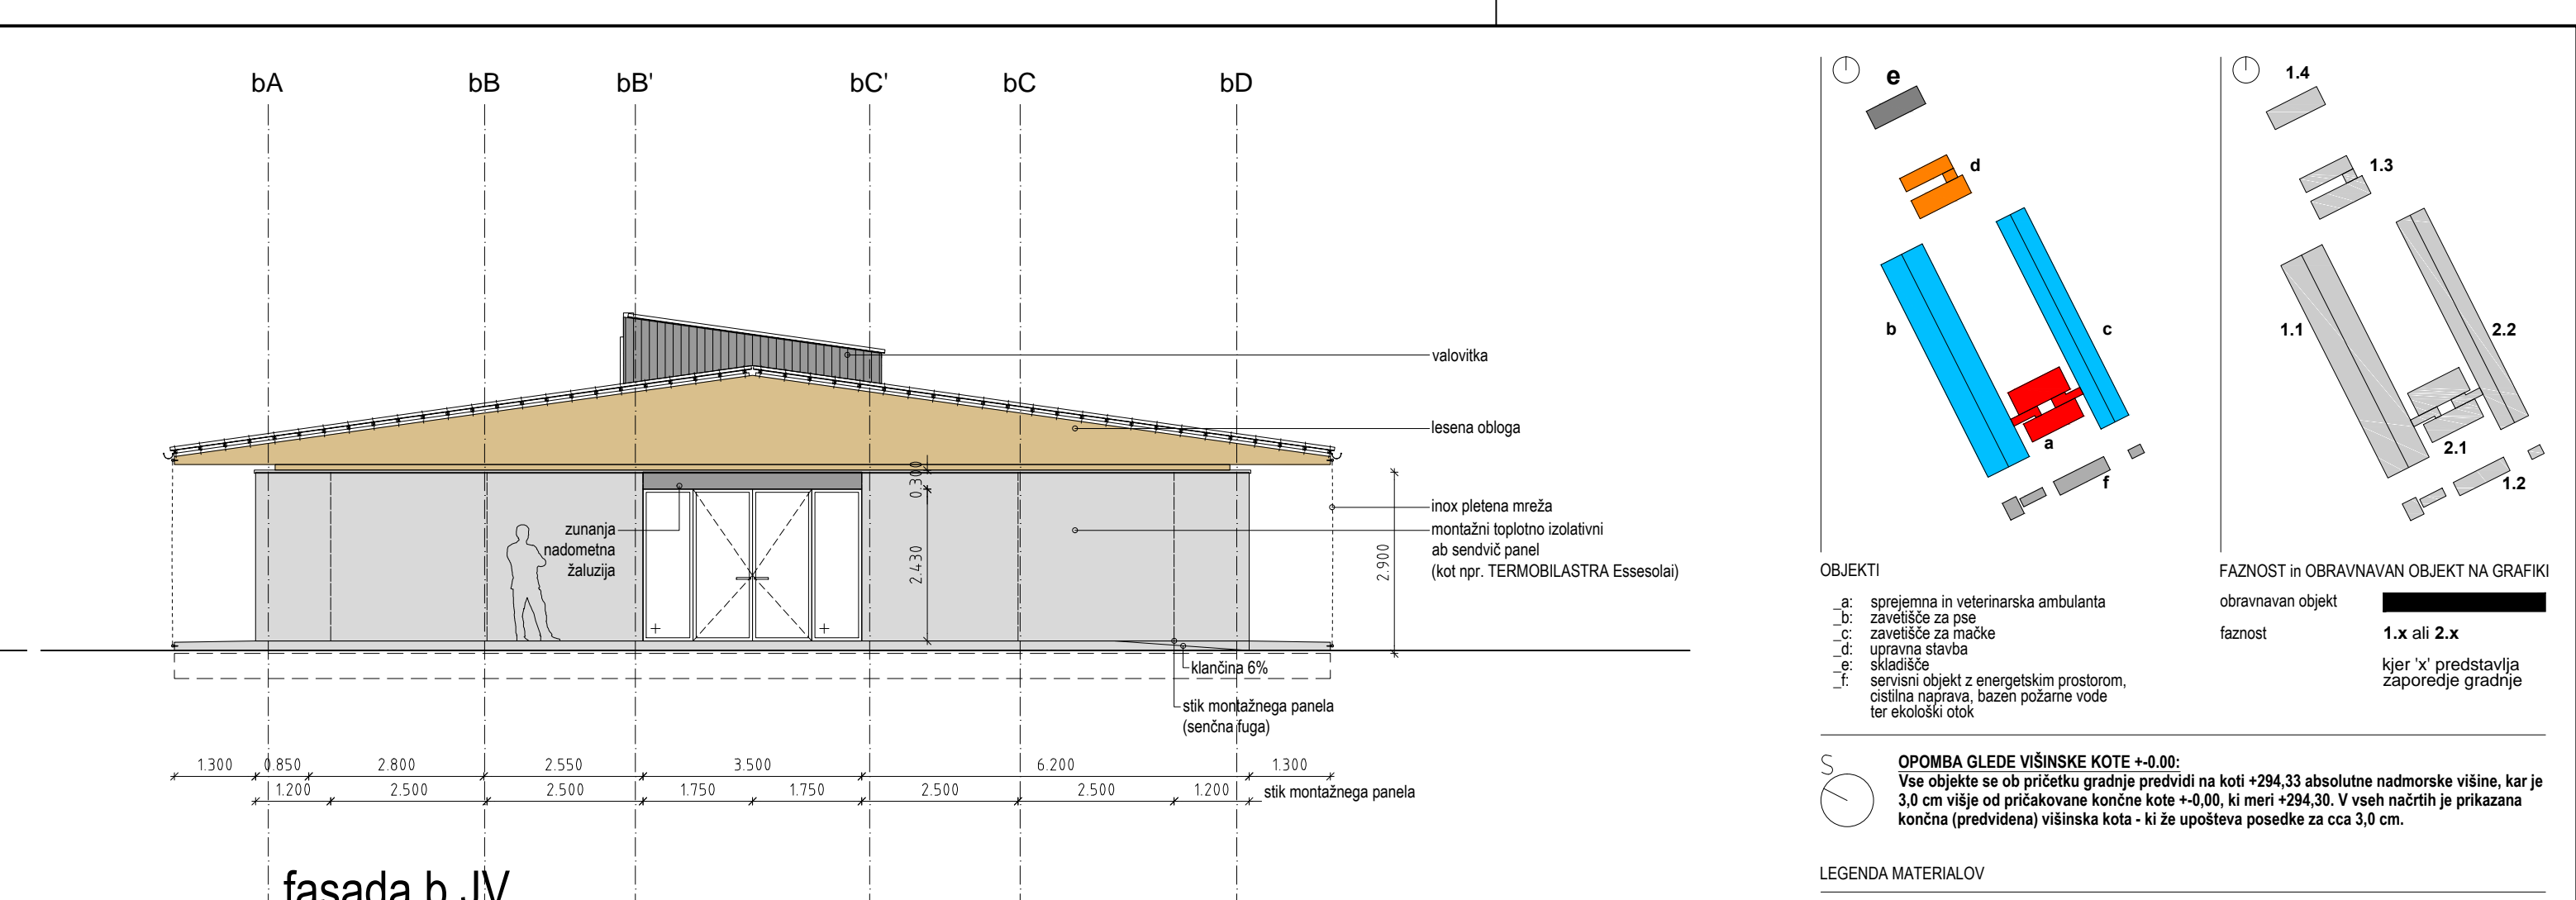 bA bB bB' bC' bC bD
valovitka
lesena obloga
inox pletena mreža
montažni toplotno izolativni
ab sendvič panel
(kot npr. TERMOBILASTRA Essesolai)
zunanja
nadometna
žaluzija
0.300
2.430
2.900
klančina 6%
stik montažnega panela
(senčna fuga)
1.300 0.850 2.800 2.550 3.500 6.200 1.300
1.200 2.500 2.500 1.750 1.750 2.500 2.500 1.200 stik montažnega panela
fasada b JV
e
d
b
c
a
f
OBJEKTI
_a: sprejemna in veterinarska ambulanta
_b: zavetišče za pse
_c: zavetišče za mačke
_d: upravna stavba
_e: skladišče
_f: servisni objekt z energetskim prostorom,
cistilna naprava, bazen požarne vode
ter ekološki otok
1.4
1.3
1.1
2.2
2.1
1.2
FAZNOST in OBRAVNAVAN OBJEKT NA GRAFIKI
obravnavan objekt
faznost 1.x ali 2.x
kjer 'x' predstavlja
zaporedje gradnje
S
OPOMBA GLEDE VIŠINSKE KOTE +-0.00:
Vse objekte se ob pričetku gradnje predvidi na koti +294,33 absolutne nadmorske višine, kar je
3,0 cm višje od pričakovane končne kote +-0,00, ki meri +294,30. V vseh načrtih je prikazana
končna (predvidena) višinska kota - ki že upošteva posedke za cca 3,0 cm.
LEGENDA MATERIALOV